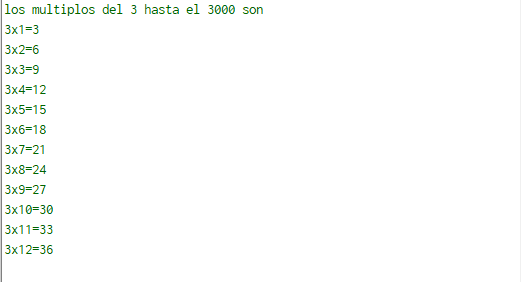 los multiplos del 3 hasta el 3000 son
3x1=3
3x2=6
3x3=9
3x4=12
3x5=15
3x6=18
3x7=21
3x8=24
3x9=27
3x10=30
3x11=33
3x12=36